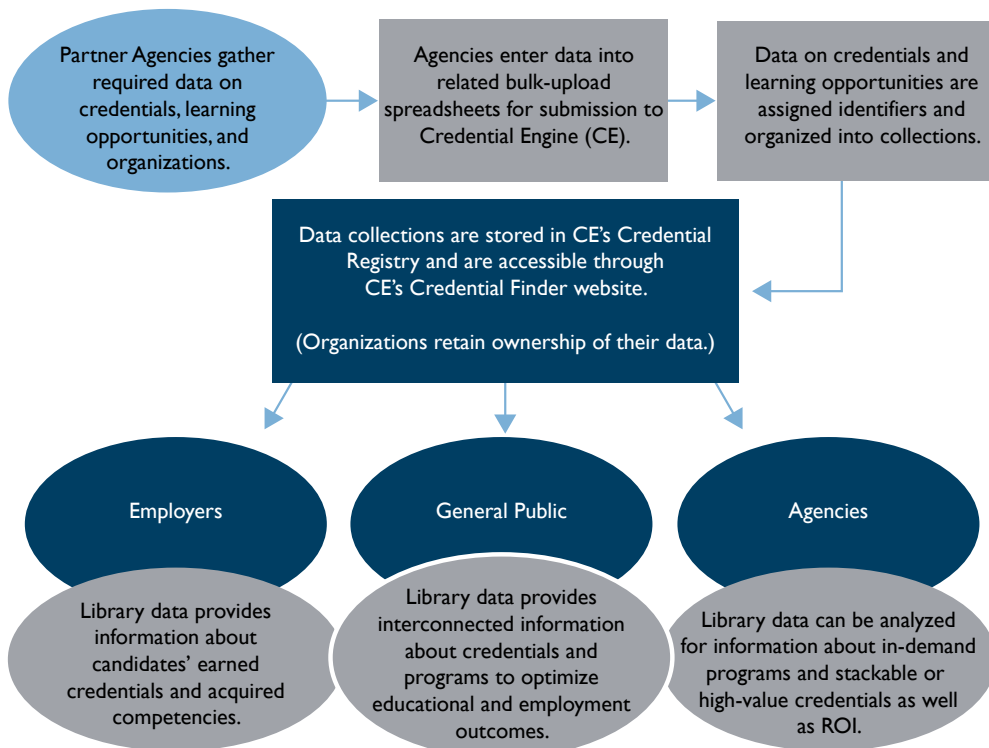 Partner Agencies gather
required data on
credentials, learning
opportunities, and
organizations.
Agencies enter data into
related bulk-upload
spreadsheets for submission to
Credential Engine (CE).
Data on credentials and
learning opportunities are
assigned identifiers and
organized into collections.
Data collections are stored in CE's Credential
Registry and are accessible through
CE's Credential Finder website.
(Organizations retain ownership of their data.)
Employers
Library data provides
information about
candidates' earned
credentials and acquired
competencies.
General Public
Library data provides
interconnected information
about credentials and
programs to optimize
educational and employment
outcomes.
Agencies
Library data can be analyzed
for information about in-demand
programs and stackable or
high-value credentials as well
as ROI.